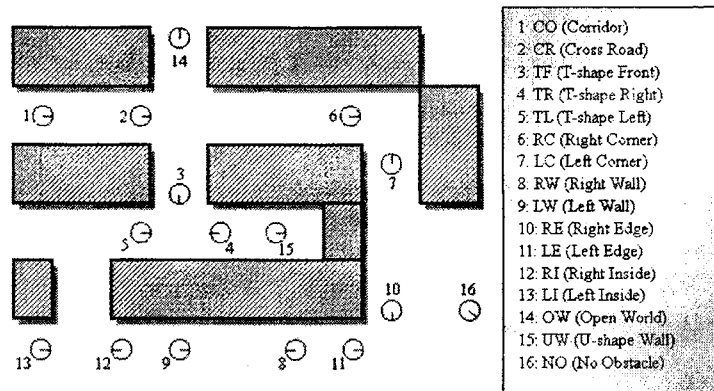 14
1
2
6
3
7
5
4
15
10
16
13
12
9
8
11
1 CO (Corridor)
2: CR (Cross Road)
3: TF (T-shape Front)
4: TR (T-shape Right)
5: TL (T-shape Left)
6: RC (Right Corner)
7: LC (Left Corner)
8: RW (Right Wall)
9: LW (Left Wall)
10: RE (Right Edge)
11: LE (Left Edge)
12: RI (Right Inside)
13: LI (Left Inside)
14: OW (Open World)
15: UW (U-shape Wall)
16: NO (No Obstacle)